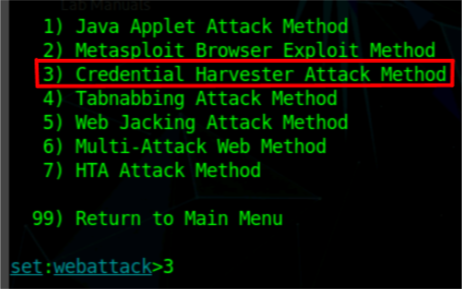 Lab Manuals
1) Java Applet Attack Method
2) Metasploit Browser Exploit Method
3) Credential Harvester Attack Method
4) Tabnabbing Attack Method
5) Web Jacking Attack Method
6) Multi-Attack Web Method
7) HTA Attack Method
99) Return to Main Menu
set:webattack>3